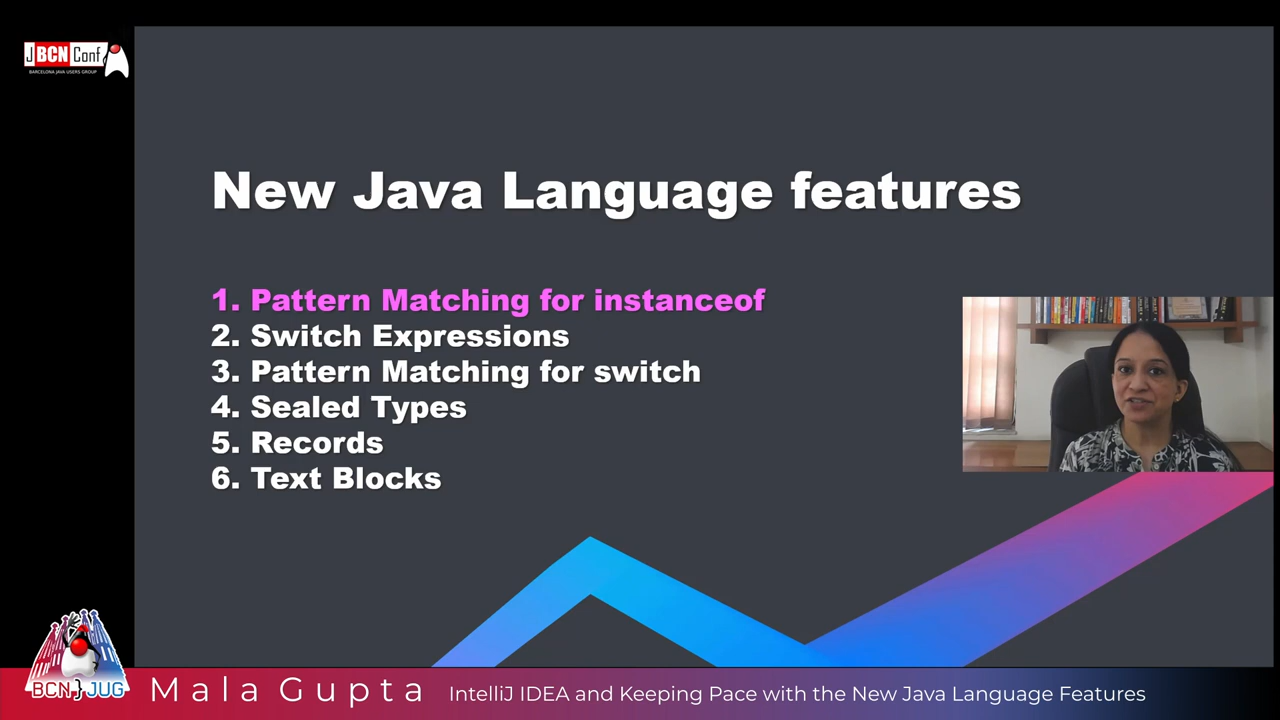 JBCNConf
BARCELONA JAVA USERS GROUP
New Java Language features
1. Pattern Matching for instanceof
2. Switch Expressions
3. Pattern Matching for switch
4. Sealed Types
5. Records
6. Text Blocks
BCN}JUG
Mala Gupta
IntelliJ IDEA and Keeping Pace with the New Java Language Features